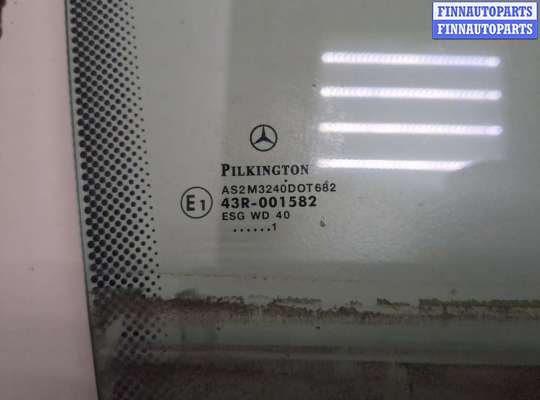 FINNAUTOPARTS
FINNAUTOPARTS
PILKINGTON
AS2M3240DOT682
E1 43R-001582
ESG WD 40
......1